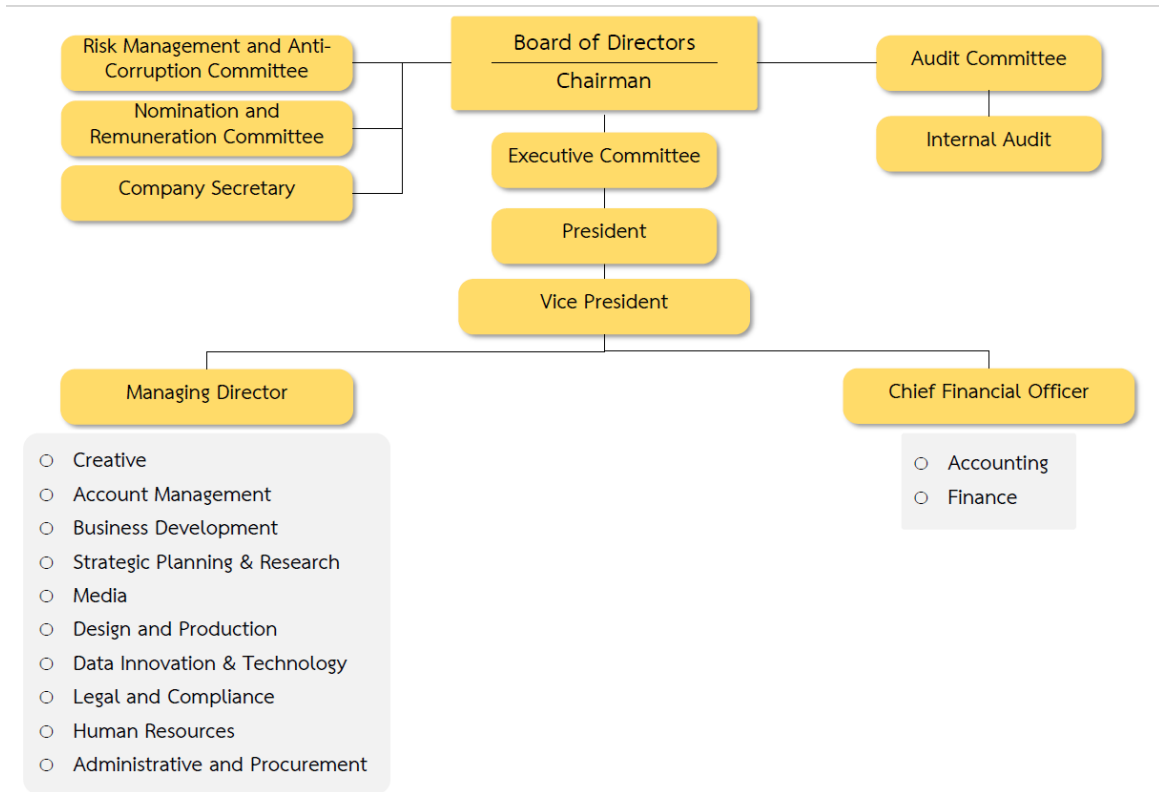 Board of Directors
Chairman
Risk Management and Anti-
Corruption Committee
Nomination and
Remuneration Committee
Company Secretary
Audit Committee
Internal Audit
Executive Committee
President
Vice President
Managing Director
○ Creative
○ Account Management
○ Business Development
○ Strategic Planning & Research
○ Media
○ Design and Production
○ Data Innovation & Technology
○ Legal and Compliance
○ Human Resources
○ Administrative and Procurement
Chief Financial Officer
○ Accounting
○ Finance